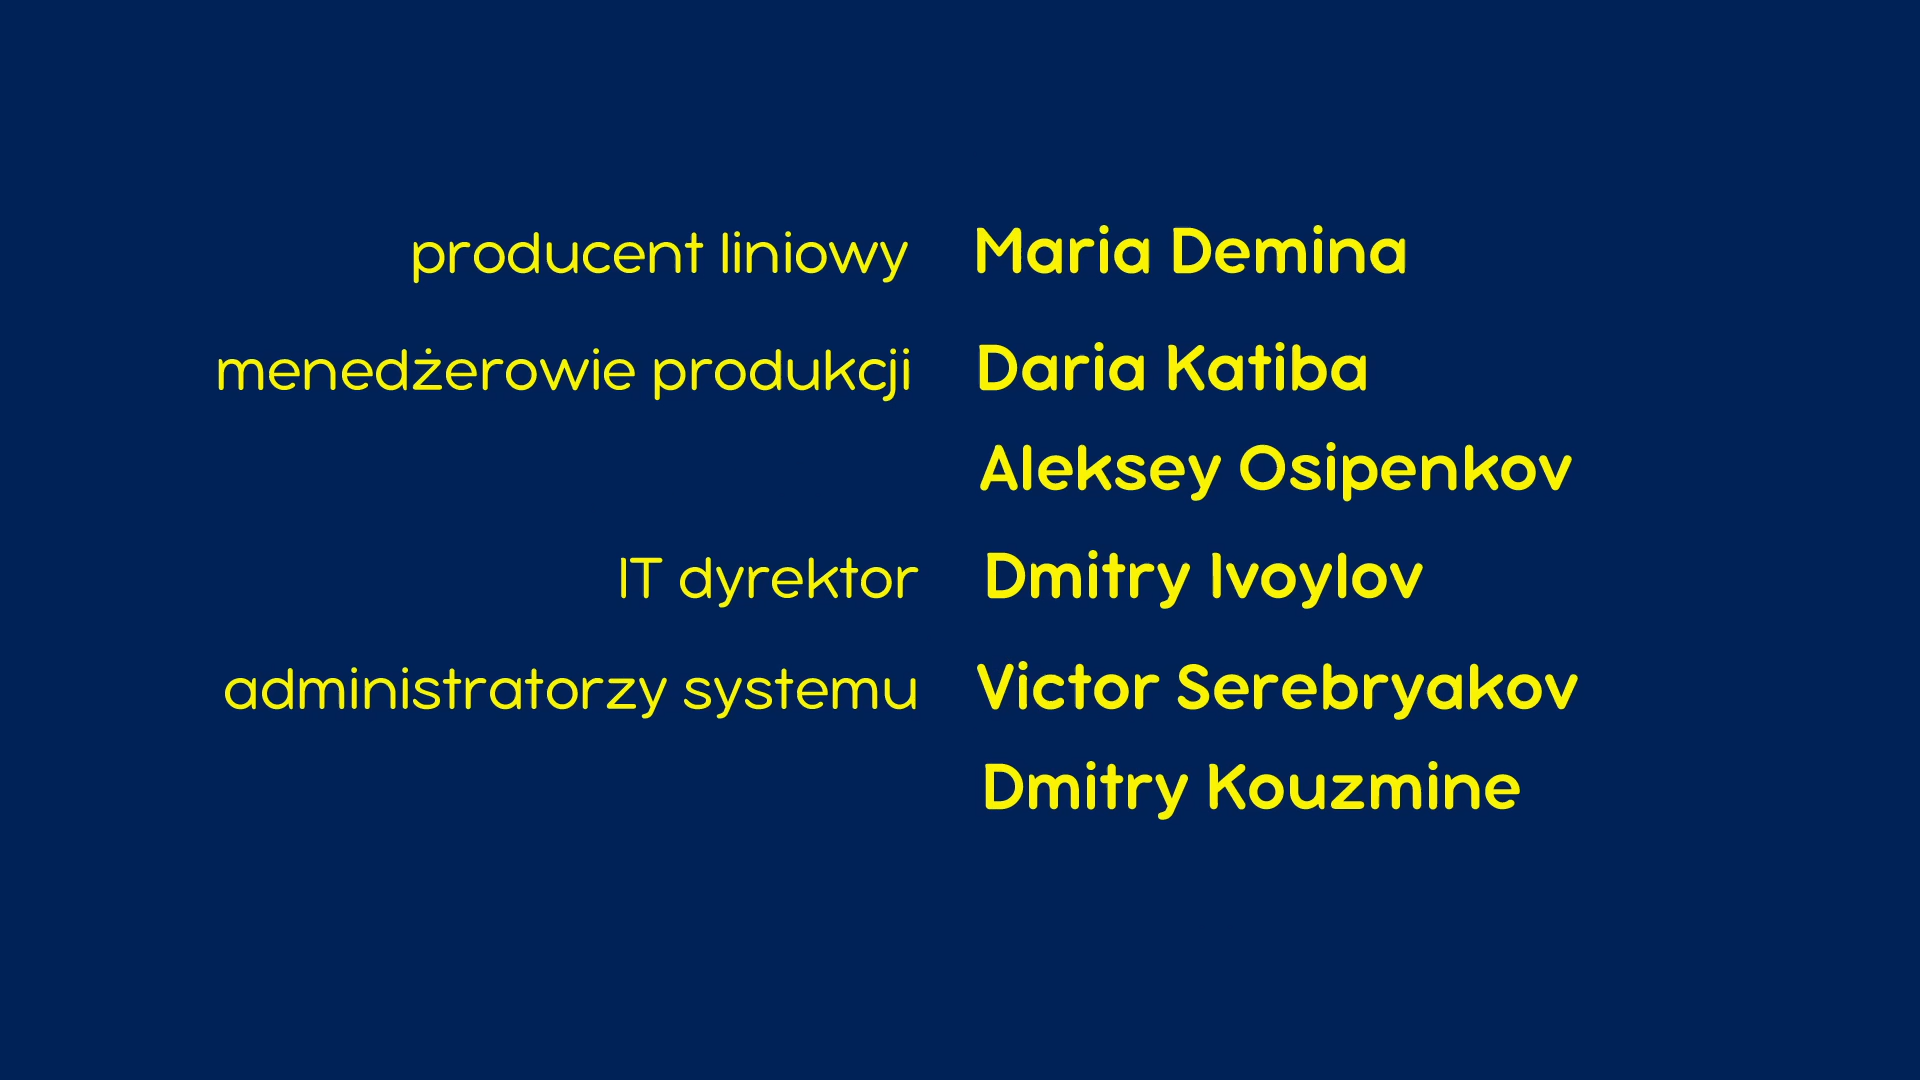 producent liniowy Maria Demina
menedżerowie produkcji Daria Katiba
Aleksey Osipenkov
IT dyrektor Dmitry Ivoylov
administratorzy systemu Victor Serebryakov
Dmitry Kouzmine